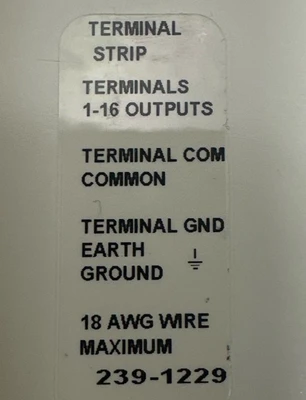 TERMINAL
STRIP
TERMINALS
1-16 OUTPUTS
TERMINAL COM
COMMON
TERMINAL GND
EARTH
GROUND
18 AWG WIRE
MAXIMUM
239-1229